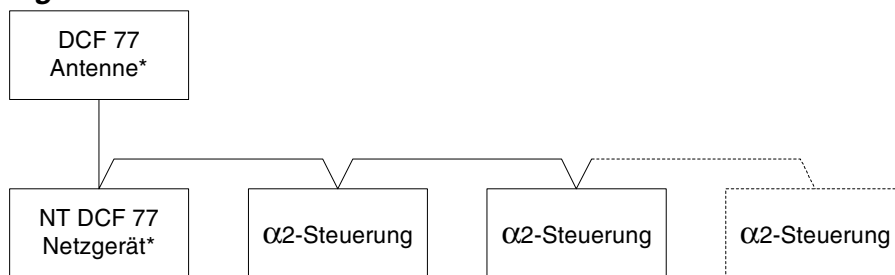 DCF 77
Antenne*
NT DCF 77
Netzgerät*
α2-Steuerung
α2-Steuerung
α2-Steuerung